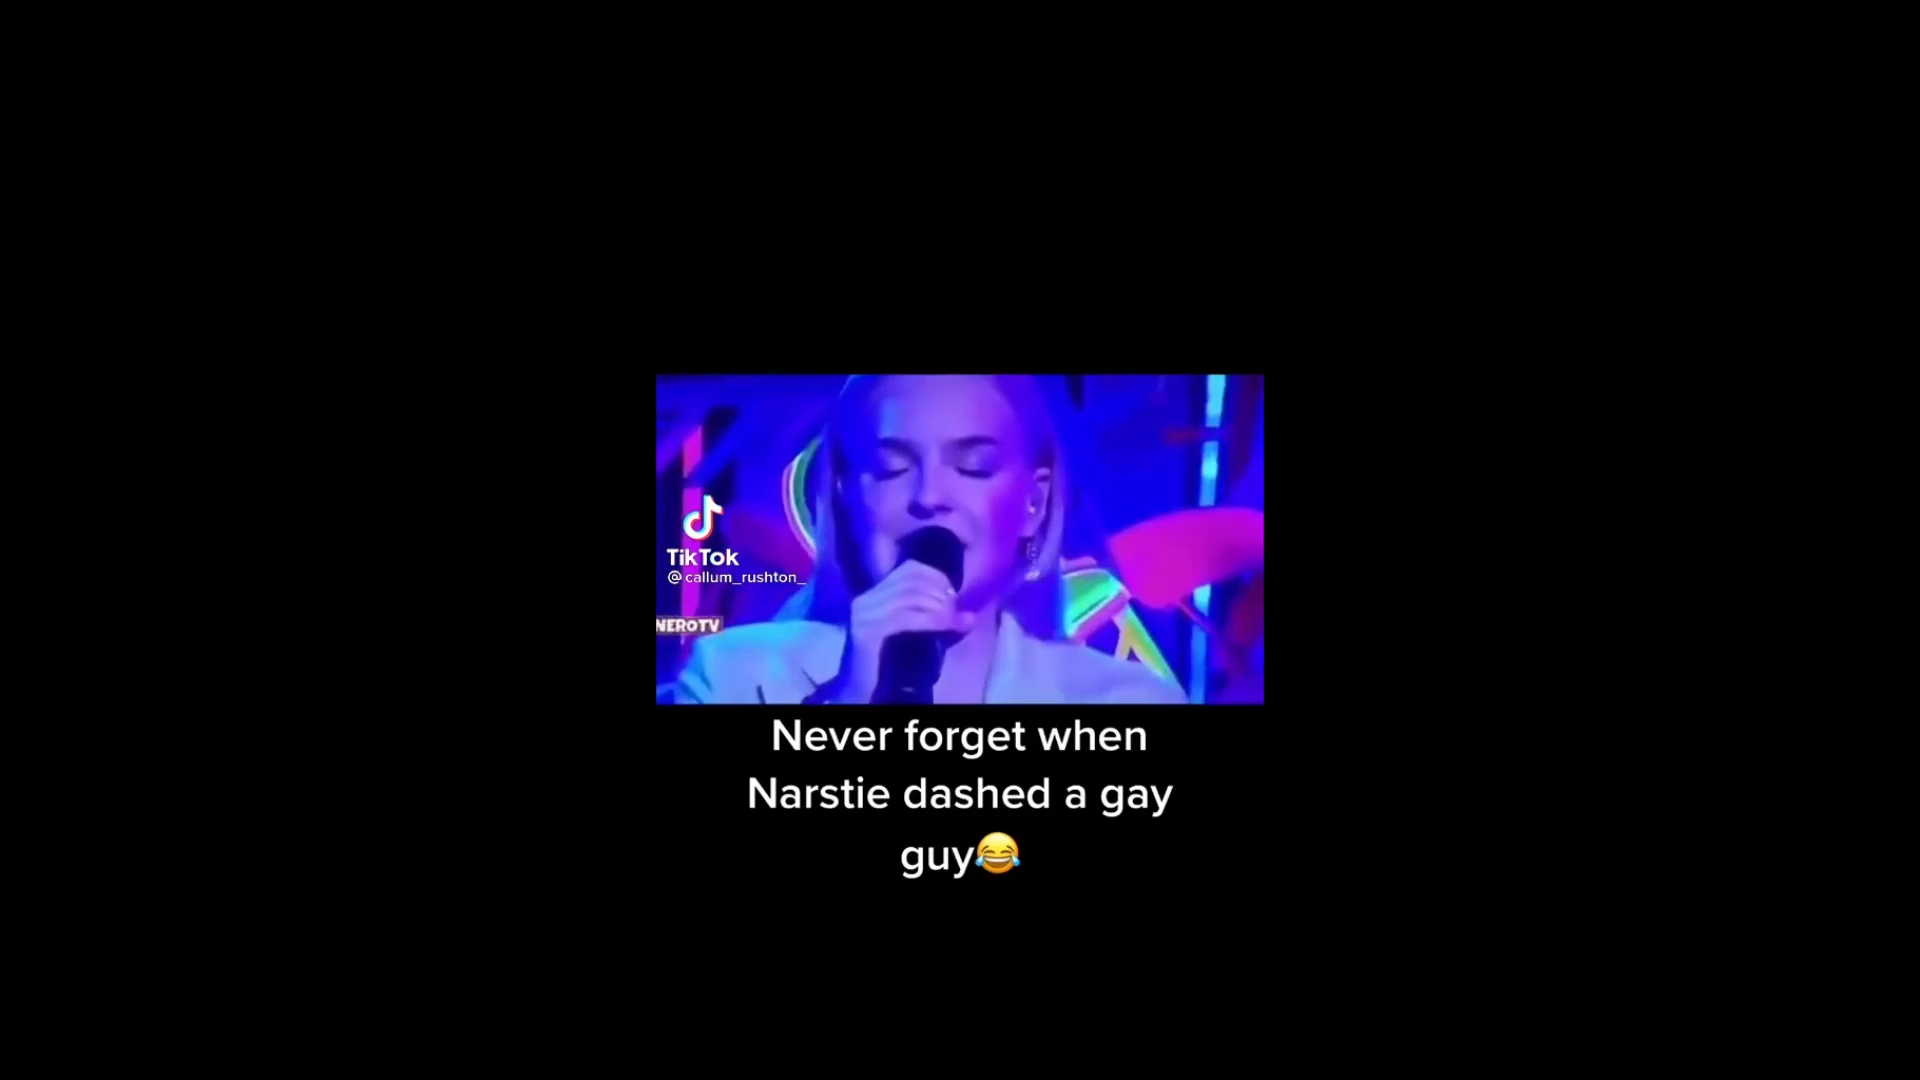 TikTok
@callum_rushton_
NEROTV
Never forget when
Narstie dashed a gay
guy😂